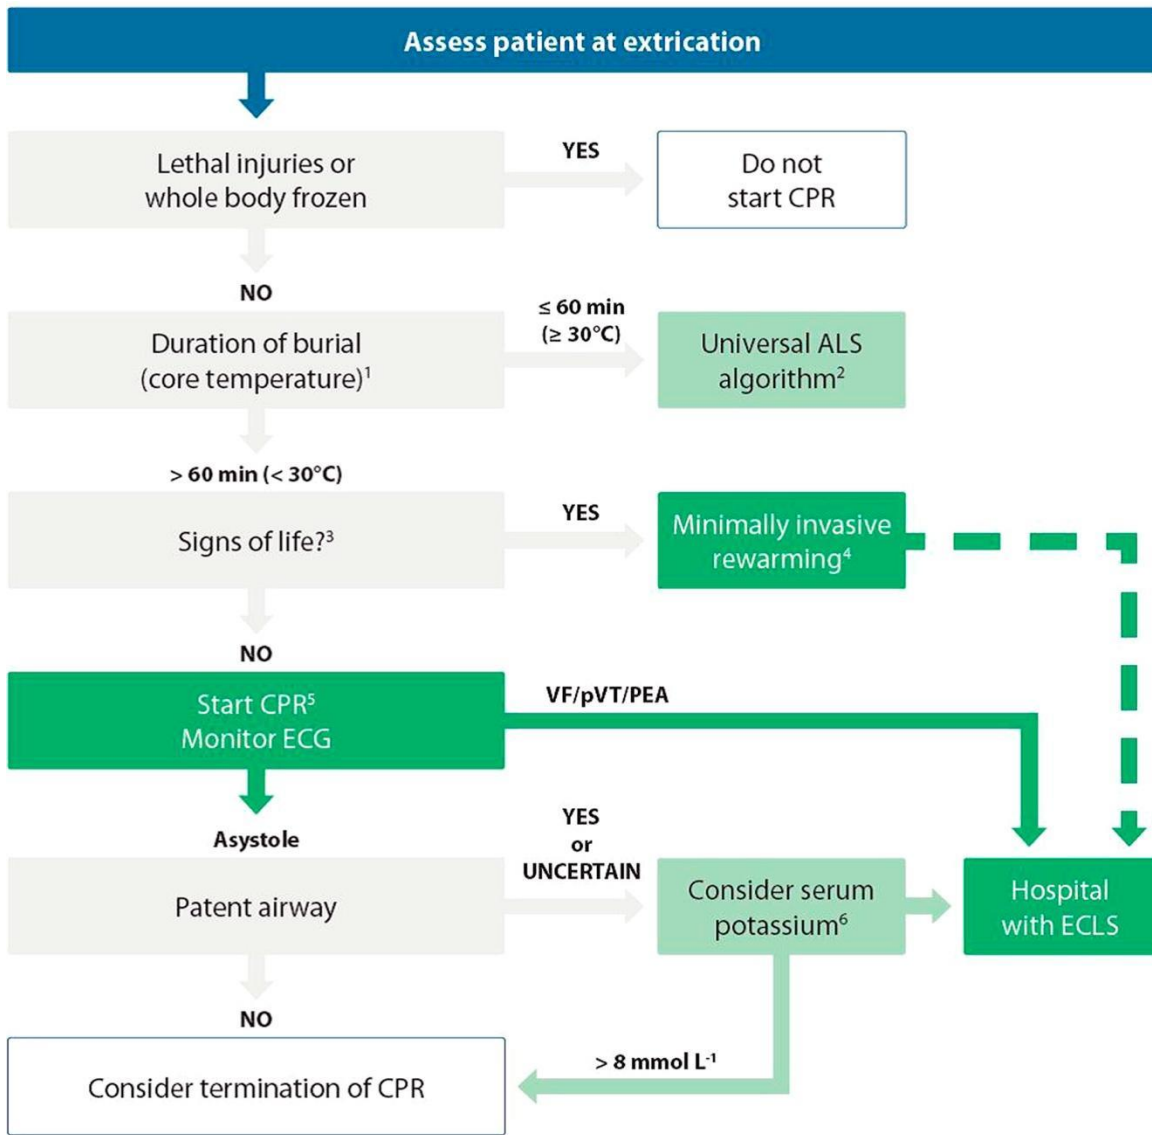 Assess patient at extrication
Lethal injuries or
whole body frozen
YES
Do not
start CPR
NO
Duration of burial
(core temperature)¹
≤ 60 min
(≥ 30°C)
Universal ALS
algorithm²
> 60 min (< 30°C)
Signs of life?³
YES
Minimally invasive
rewarming⁴
NO
Start CPR⁵
Monitor ECG
VF/pVT/PEA
Asystole
Patent airway
YES
or
UNCERTAIN
Consider serum
potassium⁶
Hospital
with ECLS
NO
Consider termination of CPR
> 8 mmol L⁻¹